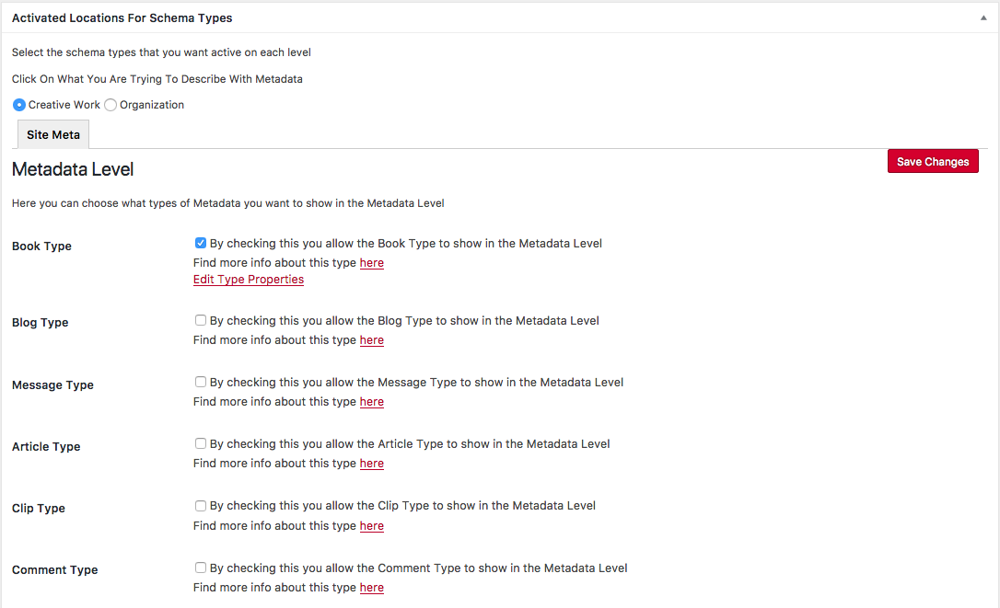 Activated Locations For Schema Types
Select the schema types that you want active on each level
Click On What You Are Trying To Describe With Metadata
Creative Work Organization
Site Meta
Save Changes
Metadata Level
Here you can choose what types of Metadata you want to show in the Metadata Level
Book Type
By checking this you allow the Book Type to show in the Metadata Level
Find more info about this type here
Edit Type Properties
Blog Type
By checking this you allow the Blog Type to show in the Metadata Level
Find more info about this type here
Message Type
By checking this you allow the Message Type to show in the Metadata Level
Find more info about this type here
Article Type
By checking this you allow the Article Type to show in the Metadata Level
Find more info about this type here
Clip Type
By checking this you allow the Clip Type to show in the Metadata Level
Find more info about this type here
Comment Type
By checking this you allow the Comment Type to show in the Metadata Level
Find more info about this type here